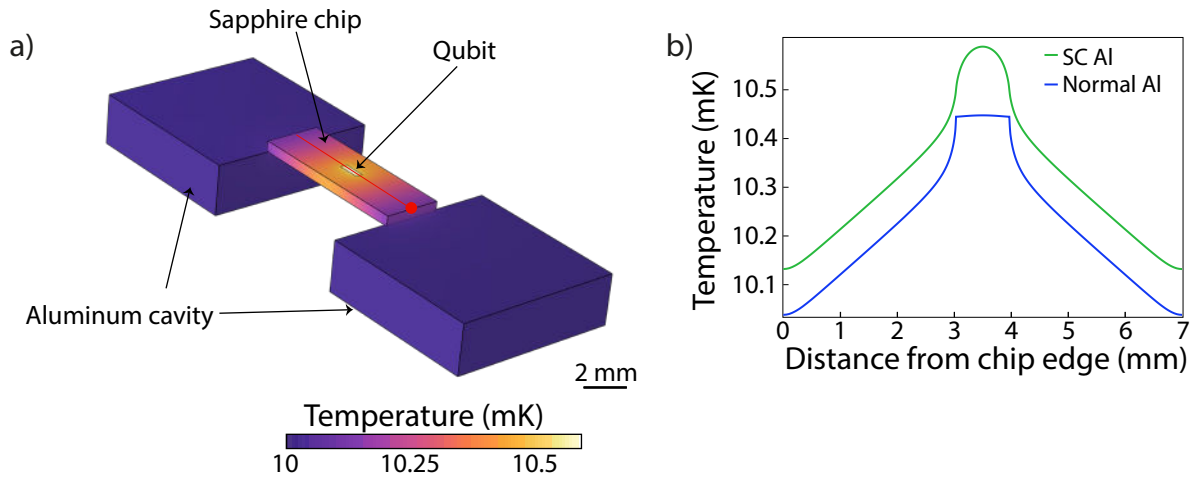 a)
Sapphire chip
Qubit
Aluminum cavity
2 mm
Temperature (mK)
10
10.25
10.5
b)
SC Al
Normal Al
Temperature (mK)
10.5
10.4
10.3
10.2
10.1
0 1 2 3 4 5 6 7
Distance from chip edge (mm)